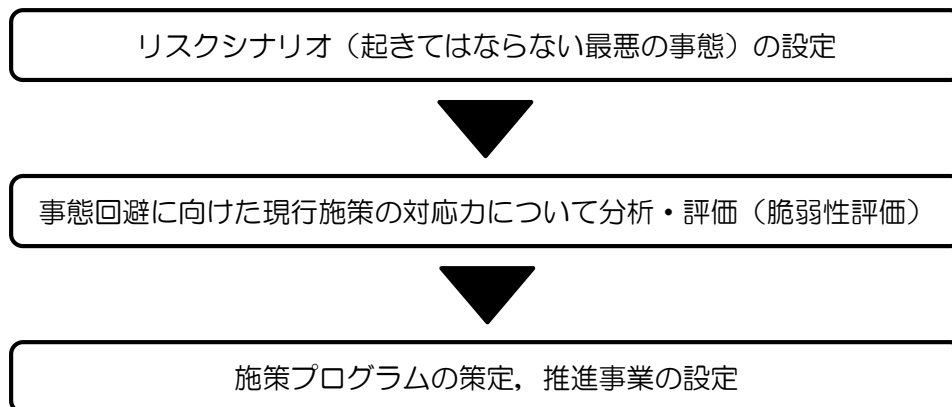 リスクシナリオ（起きてはならない最悪の事態）の設定
事態回避に向けた現行施策の対応力について分析・評価（脆弱性評価）
施策プログラムの策定，推進事業の設定